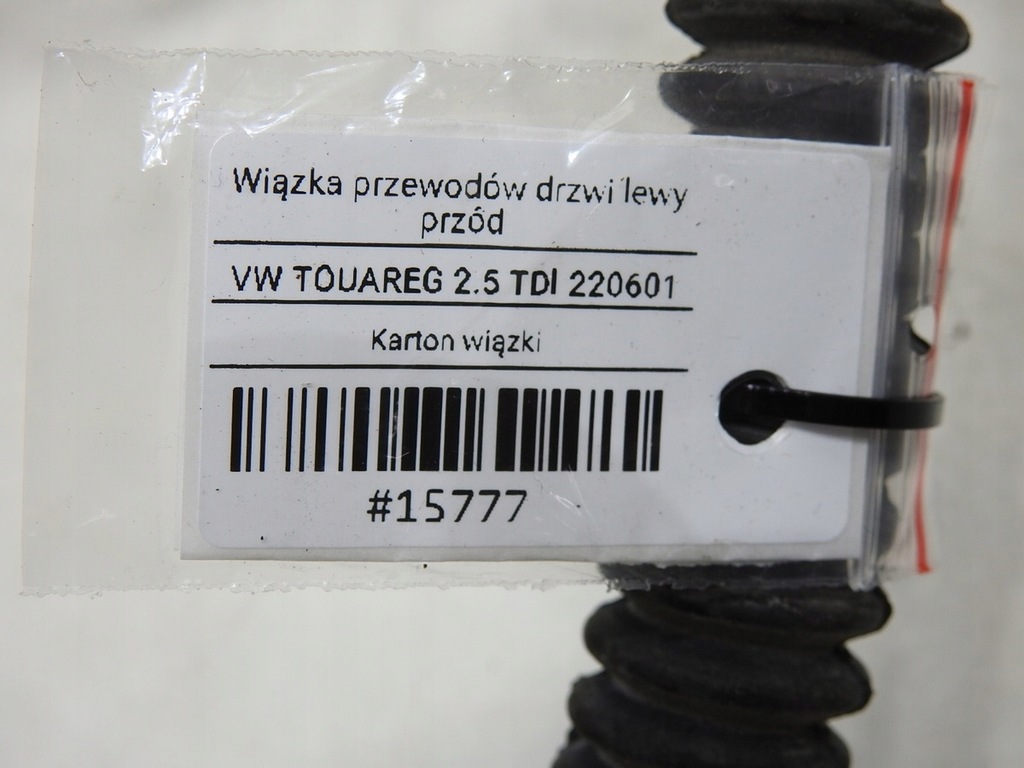 Wiązka przewodów drzwi lewy
przód
VW TOUAREG 2.5 TDI 220601
Karton wiązki
#15777